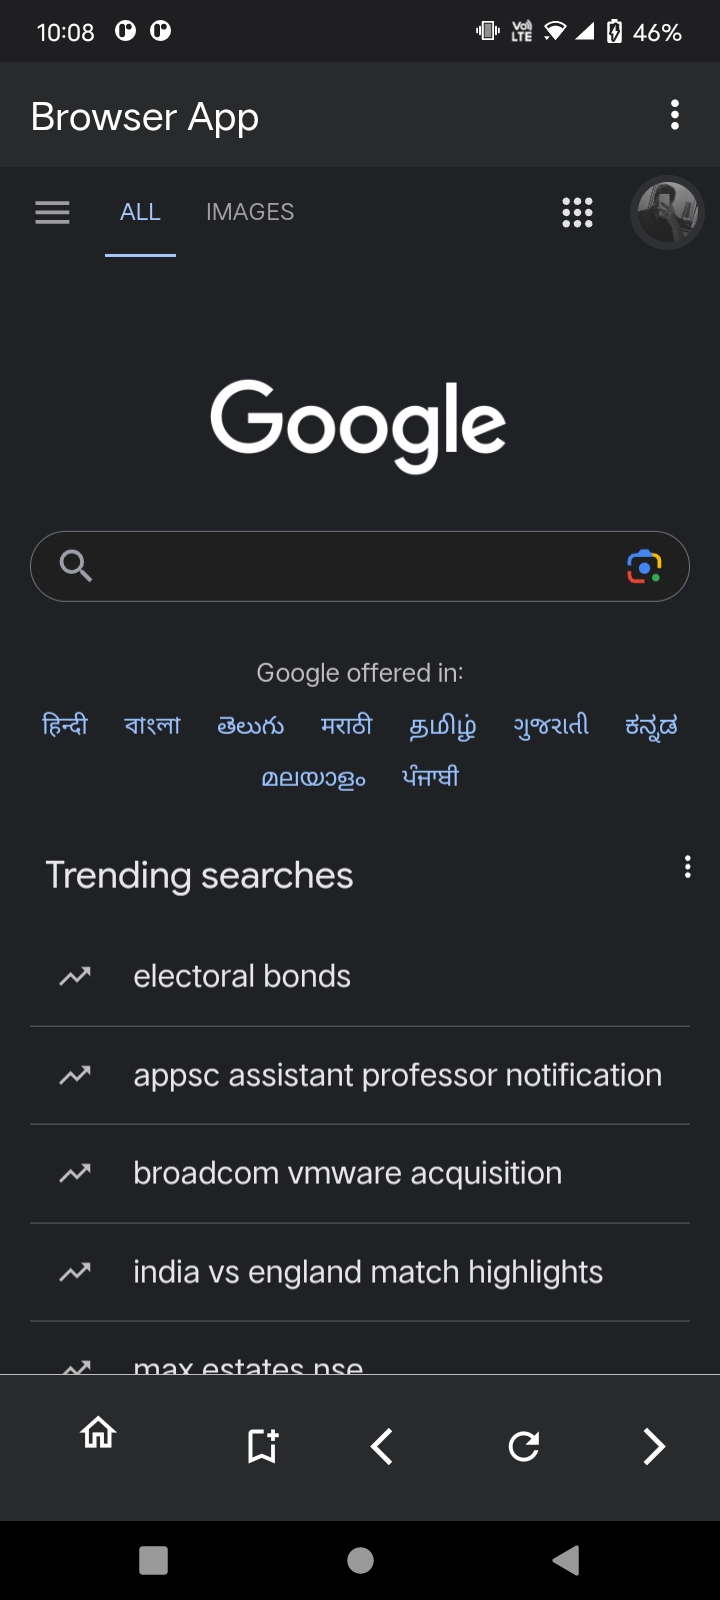 10:08 Vo) LTE 46%
Browser App
ALL IMAGES
Google
Google offered in:
हिन्दी বাংলা తెలుగు मराठी தமிழ் ગુજરાતી ಕನ್ನಡ
മലയാളം ਪੰਜਾਬੀ
Trending searches
electoral bonds
appsc assistant professor notification
broadcom vmware acquisition
india vs england match highlights
max estates nse